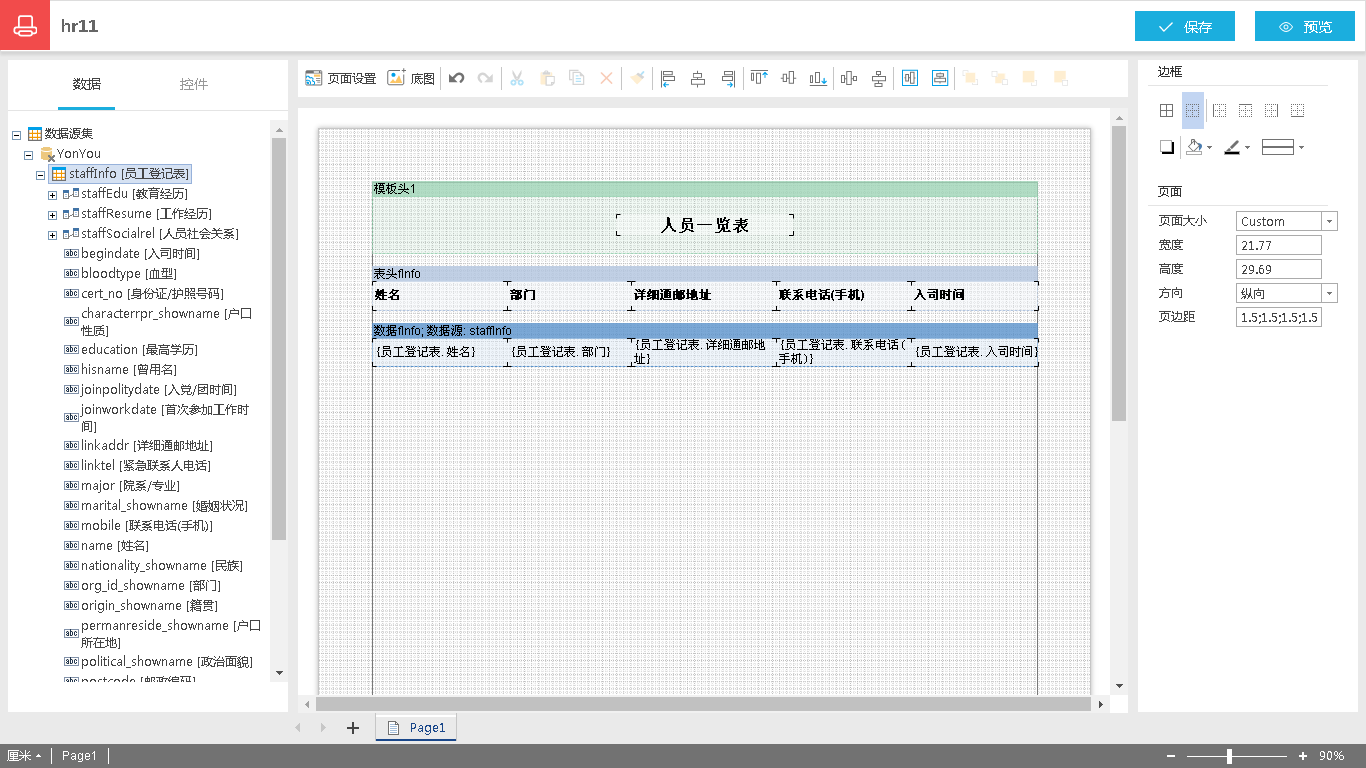 hr11
保存
预览
数据
控件
页面设置
底图
数据源集
YonYou
staffInfo [员工登记表]
staffEdu [教育经历]
staffResume [工作经历]
staffSocialrel [人员社会关系]
begindate [入司时间]
bloodtype [血型]
cert_no [身份证/护照号码]
characterrpr_showname [户口
性质]
education [最高学历]
hisname [曾用名]
joinpolitydate [入党/团时间]
joinworkdate [首次参加工作时
间]
linkaddr [详细通邮地址]
linktel [紧急联系人电话]
major [院系/专业]
marital_showname [婚姻状况]
mobile [联系电话(手机)]
name [姓名]
nationality_showname [民族]
org_id_showname [部门]
origin_showname [籍贯]
permanreside_showname [户口
所在地]
political_showname [政治面貌]
postcode [邮政编码]
模板头1
人员一览表
表头fInfo
姓名 部门 详细通邮地址 联系电话(手机) 入司时间
数据fInfo; 数据源: staffInfo
{员工登记表.姓名} {员工登记表.部门} {员工登记表.详细通邮地
址} {员工登记表.联系电话(
手机)} {员工登记表.入司时间}
边框
页面
页面大小 Custom
宽度 21.77
高度 29.69
方向 纵向
页边距 1.5;1.5;1.5;1.5
Page1
厘米 Page1
90%